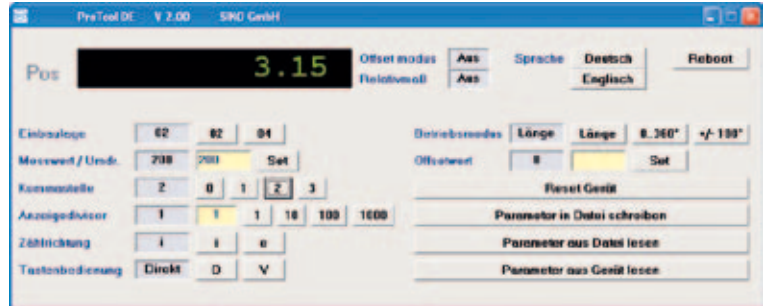 ProTool DE V 2.00 SIKO GmbH
Pos 3.15 Offset modus Aus Sprache Deutsch Reboot
Relativmaß Aus Englisch
Einbaulage 02 02 04 Betriebsmodus Länge Länge 0..360° +/- 180°
Messwert / Umdr. 200 200 Set Offsetwert 0 Set
Kommastelle 2 0 1 2 3 Reset Gerät
Anzeigedivisor 1 1 1 10 100 1000 Parameter in Datei schreiben
Zählrichtung i i e Parameter aus Datei lesen
Tastenbedienung Direkt D V Parameter aus Gerät lesen